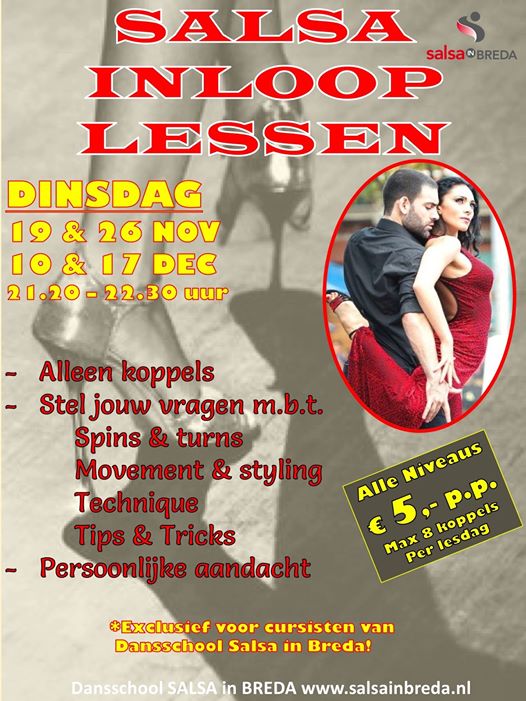 SALSA
INLOOP
LESSEN
salsa IN BREDA
DINSDAG
19 & 26 NOV
10 & 17 DEC
21.20 - 22.30 uur
- Alleen koppels
- Stel jouw vragen m.b.t.
Spins & turns
Movement & styling
Technique
Tips & Tricks
- Persoonlijke aandacht
Alle Niveaus
€ 5,- p.p.
Max 8 koppels
Per lesdag
*Exclusief voor cursisten van
Dansschool Salsa in Breda!
Dansschool SALSA in BREDA www.salsainbreda.nl